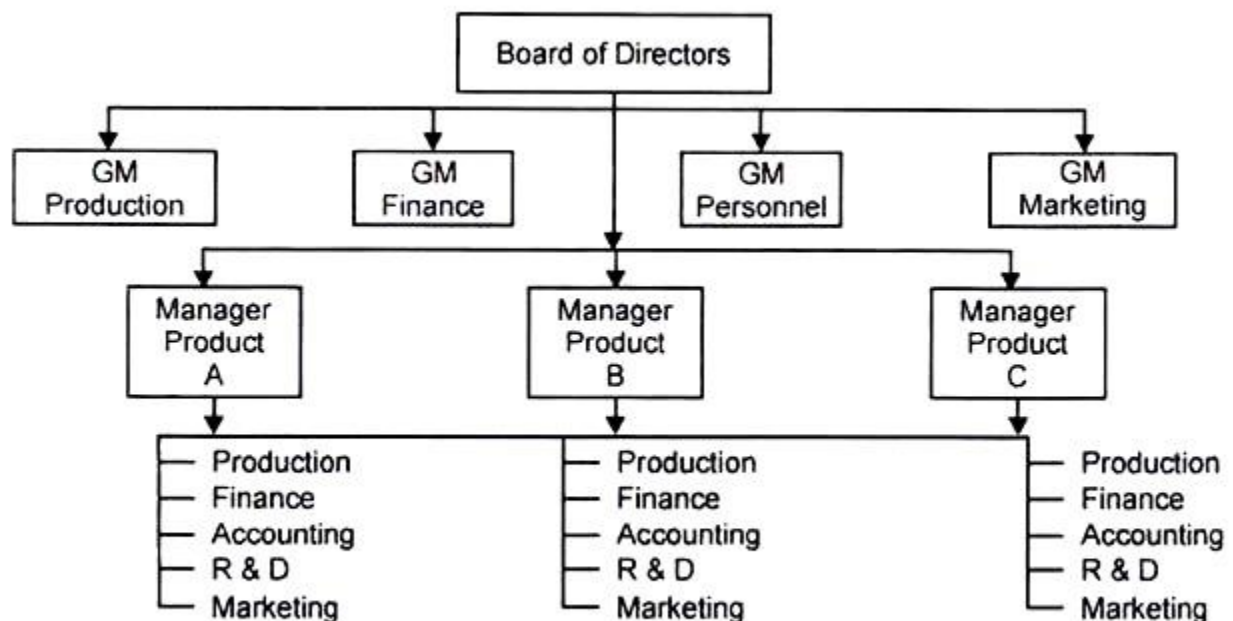 Board of Directors
GM
Production
GM
Finance
GM
Personnel
GM
Marketing
Manager
Product
A
Manager
Product
B
Manager
Product
C
Production
Finance
Accounting
R & D
Marketing
Production
Finance
Accounting
R & D
Marketing
Production
Finance
Accounting
R & D
Marketing